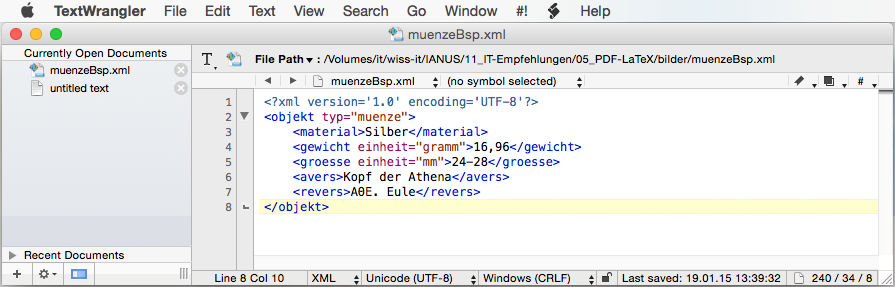 TextWrangler File Edit Text View Search Go Window #! Help
muenzeBsp.xml
Currently Open Documents
muenzeBsp.xml
untitled text
Recent Documents
T File Path ▾ : /Volumes/it/wiss-it/IANUS/11_IT-Empfehlungen/05_PDF-LaTeX/bilder/muenzeBsp.xml
muenzeBsp.xml (no symbol selected) #
1 <?xml version='1.0' encoding='UTF-8'?>
2 <objekt typ="muenze">
3 <material>Silber</material>
4 <gewicht einheit="gramm">16,96</gewicht>
5 <groesse einheit="mm">24-28</groesse>
6 <avers>Kopf der Athena</avers>
7 <revers>AΘE. Eule</revers>
8 </objekt>
Line 8 Col 10 XML Unicode (UTF-8) Windows (CRLF) Last saved: 19.01.15 13:39:32 240 / 34 / 8